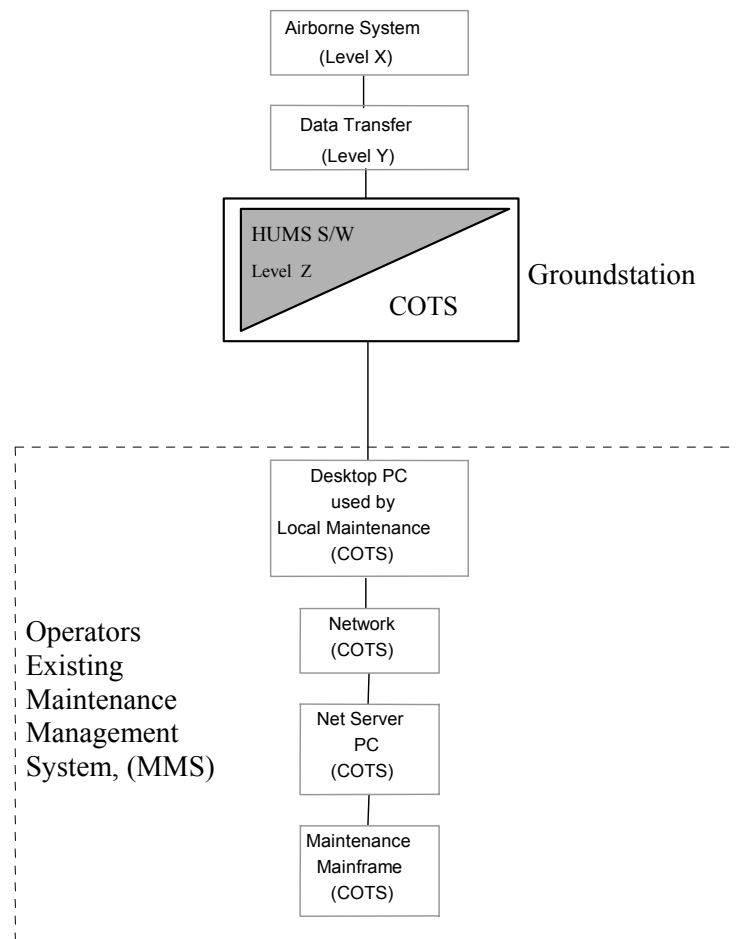 Airborne System
(Level X)
Data Transfer
(Level Y)
HUMS S/W
Level Z
COTS
Groundstation
Desktop PC
used by
Local Maintenance
(COTS)
Operators
Existing
Maintenance
Management
System, (MMS)
Network
(COTS)
Net Server
PC
(COTS)
Maintenance
Mainframe
(COTS)